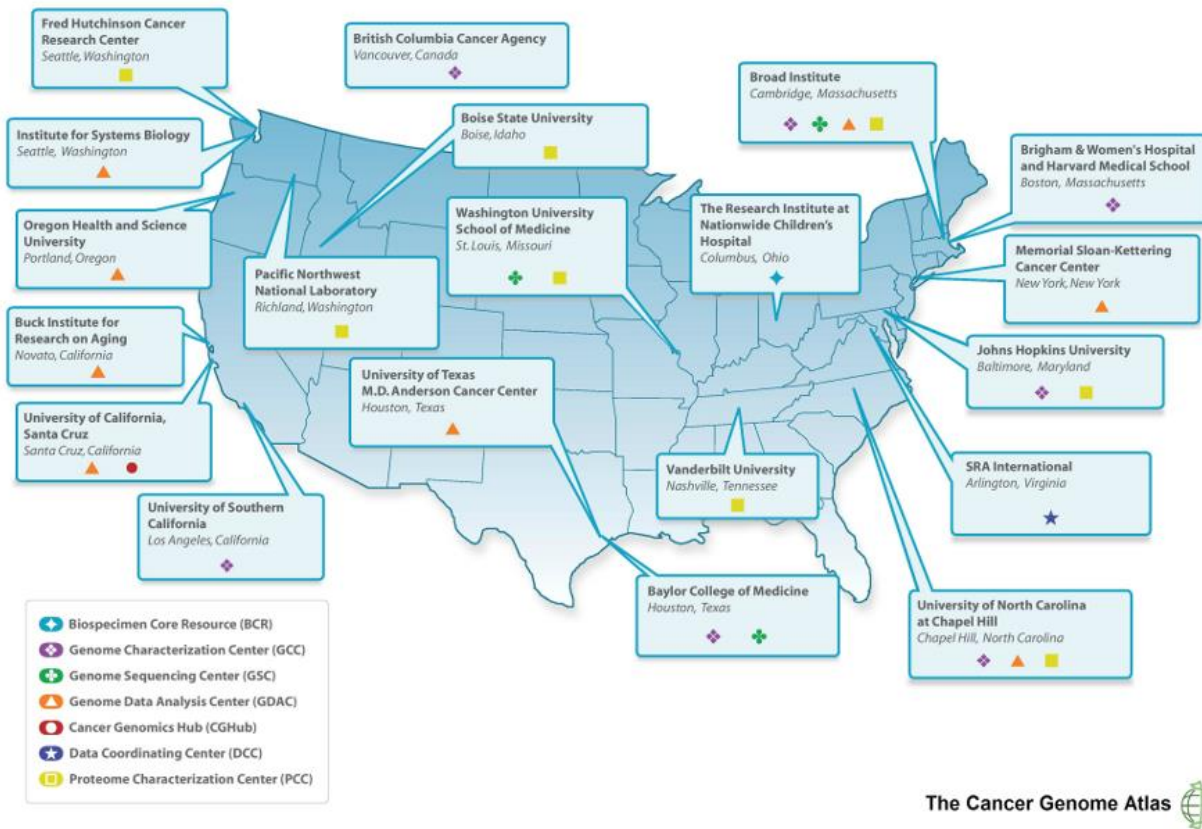 Fred Hutchinson Cancer
Research Center
Seattle, Washington
British Columbia Cancer Agency
Vancouver, Canada
Broad Institute
Cambridge, Massachusetts
Institute for Systems Biology
Seattle, Washington
Boise State University
Boise, Idaho
Brigham & Women's Hospital
and Harvard Medical School
Boston, Massachusetts
Oregon Health and Science
University
Portland, Oregon
Washington University
School of Medicine
St. Louis, Missouri
The Research Institute at
Nationwide Children's
Hospital
Columbus, Ohio
Memorial Sloan-Kettering
Cancer Center
New York, New York
Pacific Northwest
National Laboratory
Richland, Washington
Buck Institute for
Research on Aging
Novato, California
Johns Hopkins University
Baltimore, Maryland
University of Texas
M.D. Anderson Cancer Center
Houston, Texas
University of California,
Santa Cruz
Santa Cruz, California
Vanderbilt University
Nashville, Tennessee
SRA International
Arlington, Virginia
University of Southern
California
Los Angeles, California
Baylor College of Medicine
Houston, Texas
University of North Carolina
at Chapel Hill
Chapel Hill, North Carolina
Biospecimen Core Resource (BCR)
Genome Characterization Center (GCC)
Genome Sequencing Center (GSC)
Genome Data Analysis Center (GDAC)
Cancer Genomics Hub (CGHub)
Data Coordinating Center (DCC)
Proteome Characterization Center (PCC)
The Cancer Genome Atlas